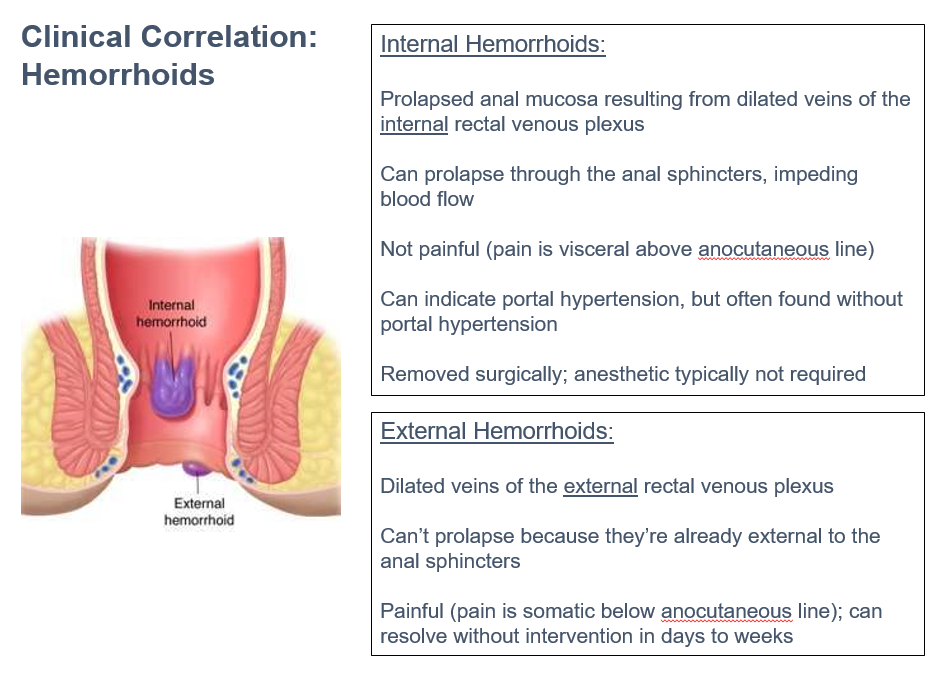 Clinical Correlation:
Hemorrhoids
Internal
hemorrhoid
External
hemorrhoid
Internal Hemorrhoids:
Prolapsed anal mucosa resulting from dilated veins of the
internal rectal venous plexus
Can prolapse through the anal sphincters, impeding
blood flow
Not painful (pain is visceral above anocutaneous line)
Can indicate portal hypertension, but often found without
portal hypertension
Removed surgically; anesthetic typically not required
External Hemorrhoids:
Dilated veins of the external rectal venous plexus
Can’t prolapse because they’re already external to the
anal sphincters
Painful (pain is somatic below anocutaneous line); can
resolve without intervention in days to weeks